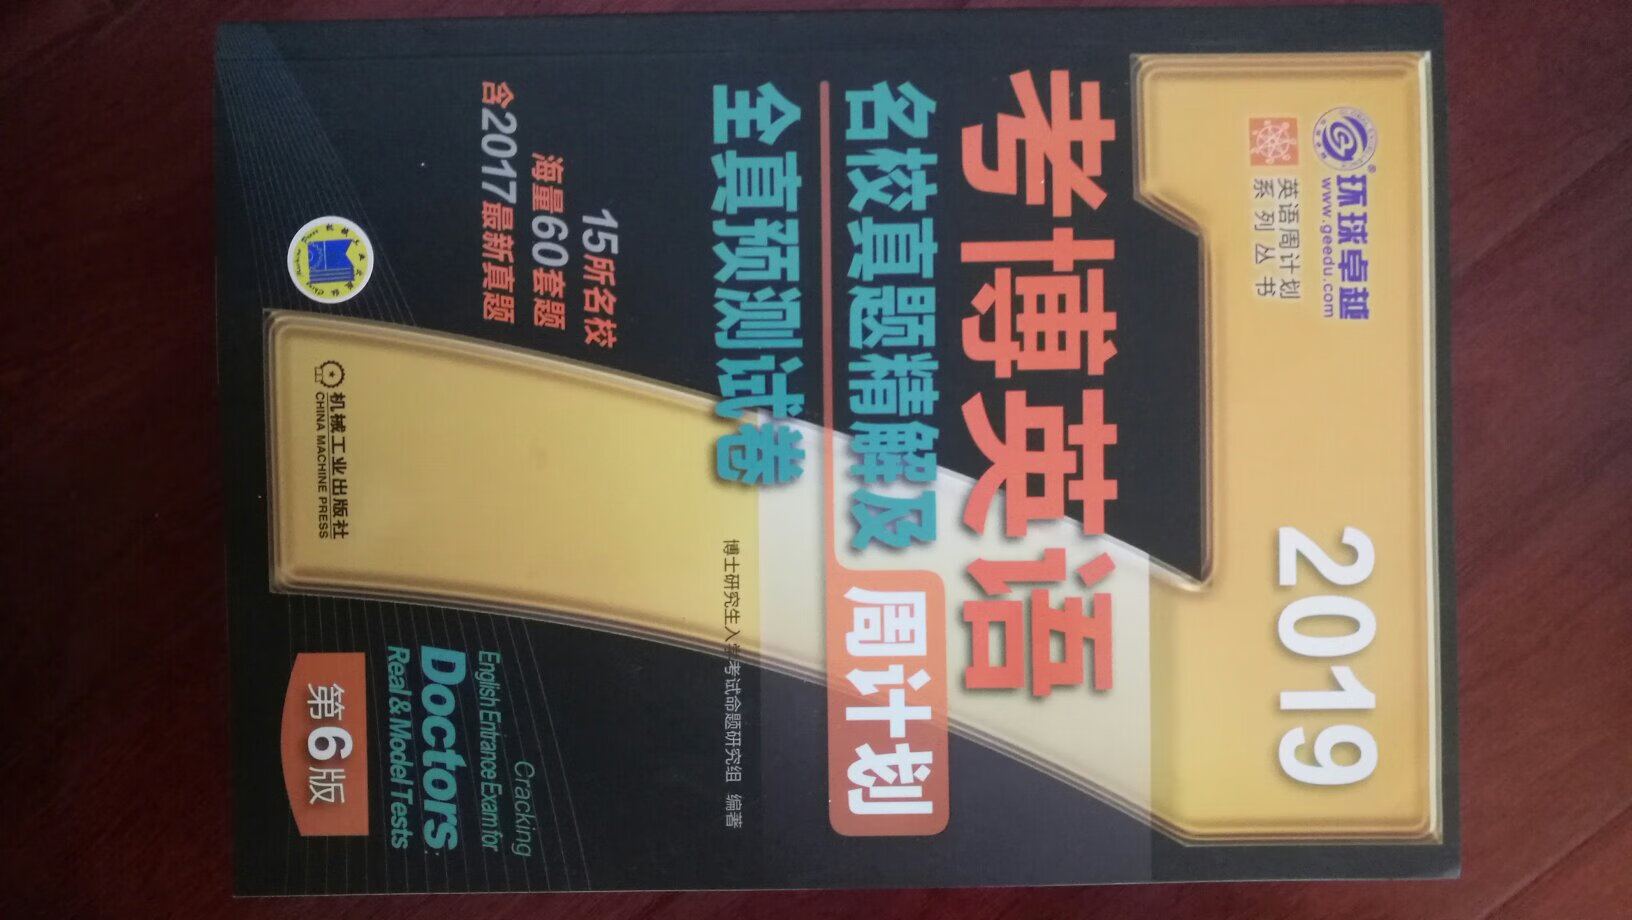 环球卓越®
www.geedu.com
英语周计划
系列丛书
2019
考博英语
名校真题精解及
全真预测试卷
周计划
博士研究生入学考试命题研究组 编著
15所名校
海量60套题
含2017最新真题
Cracking
English Entrance Exam for
Doctors:
Real & Model Tests
第6版
机械工业出版社
CHINA MACHINE PRESS